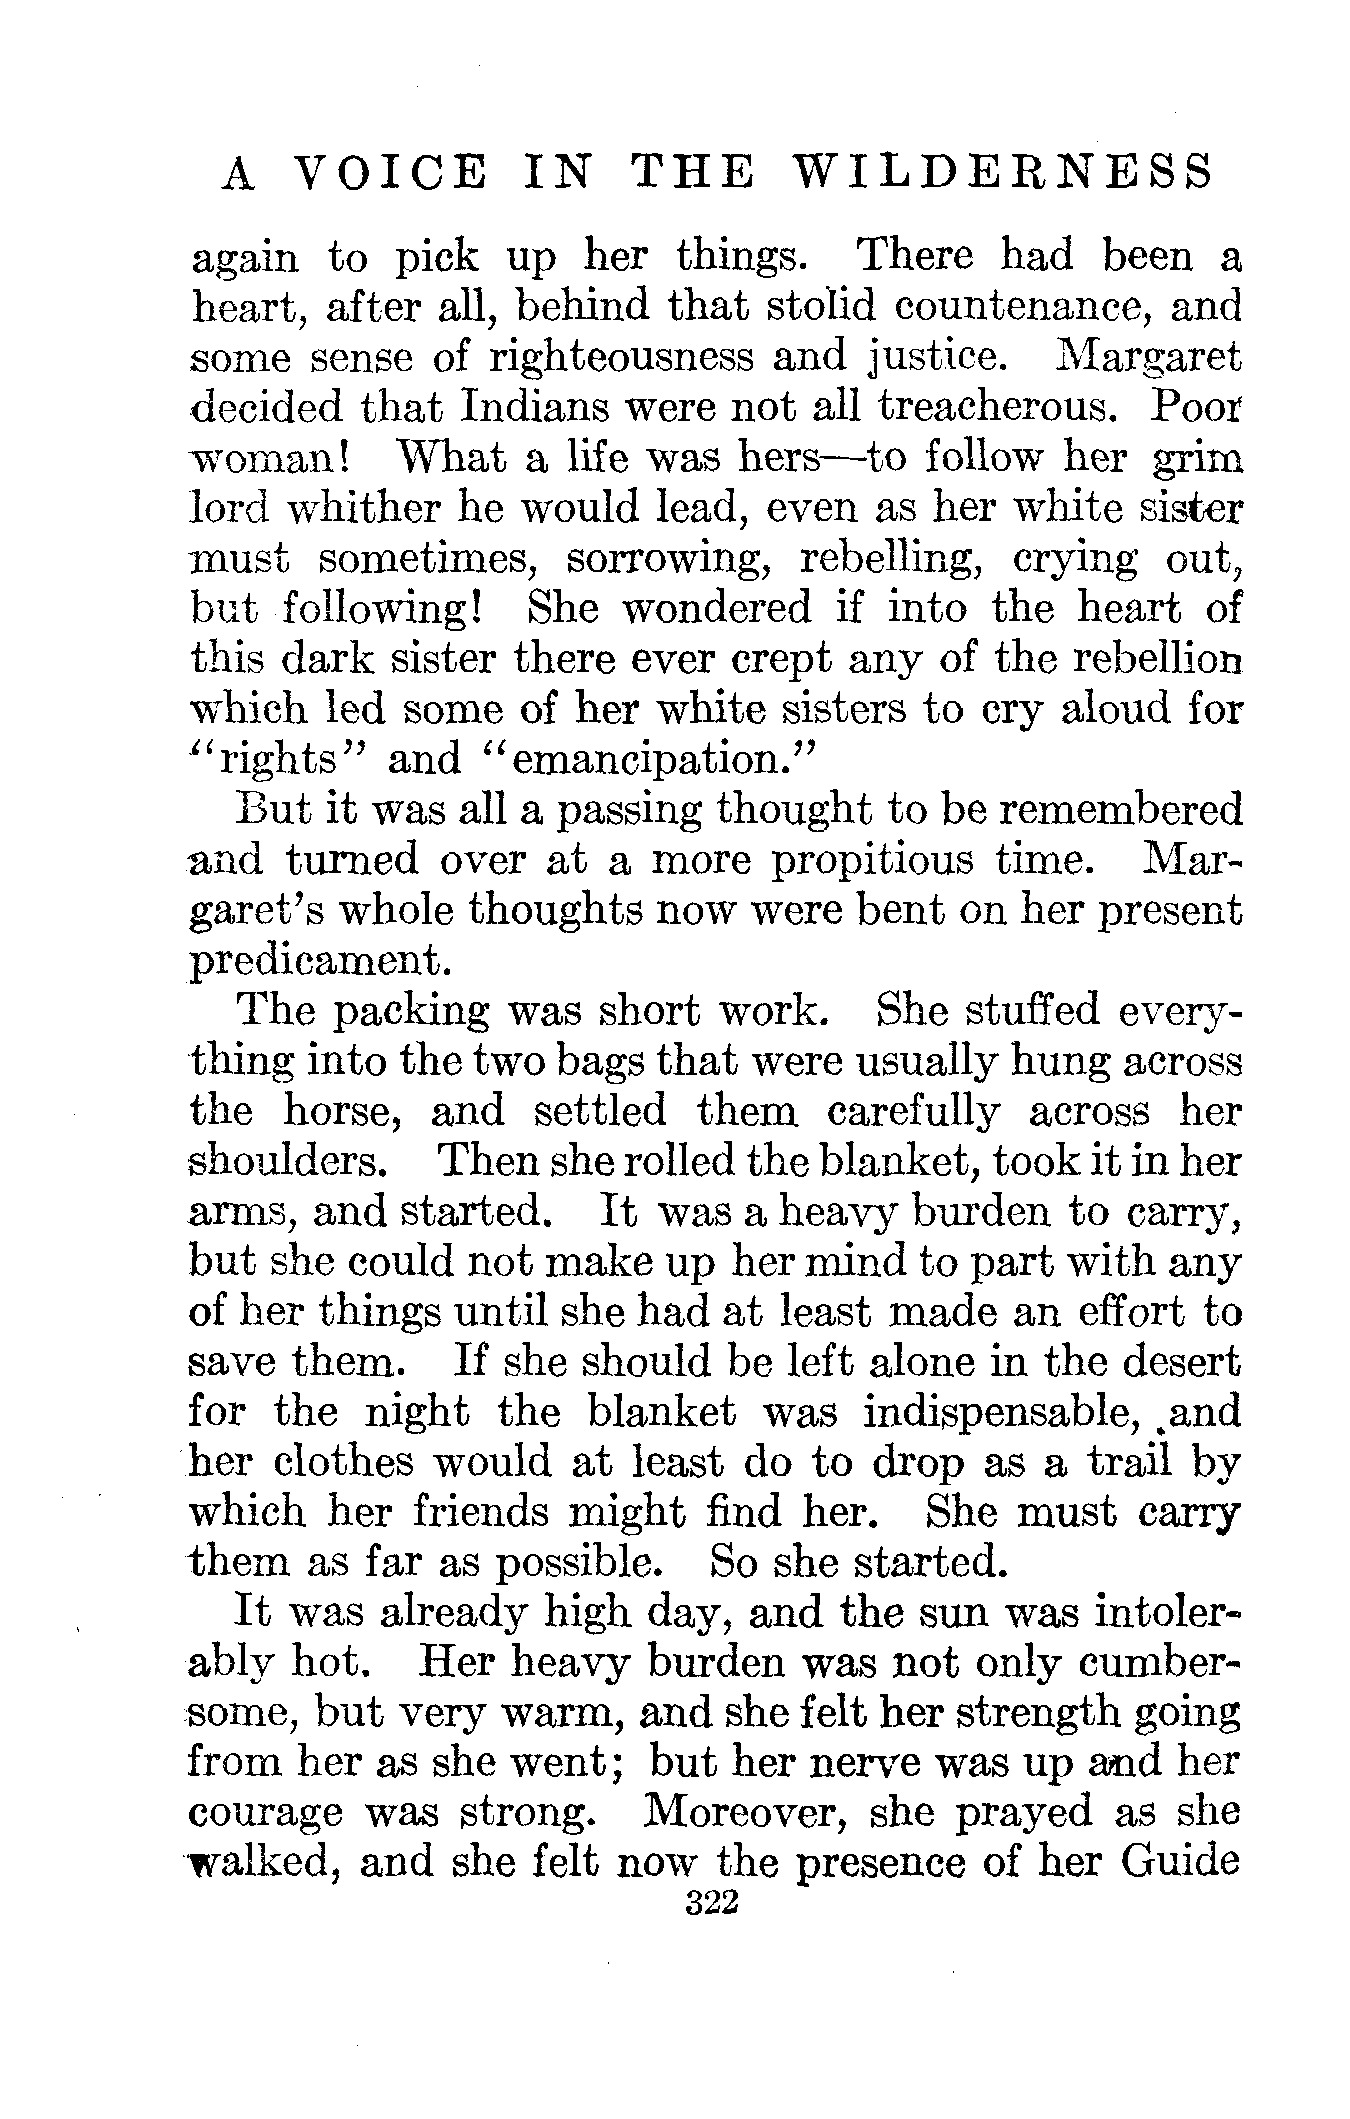 A VOICE IN THE WILDERNESS
again to pick up her things. There had been a
heart, after all, behind that stolid countenance, and
some sense of righteousness and justice. Margaret
decided that Indians were not all treacherous. Poor
woman! What a life was hers—to follow her grim
lord whither he would lead, even as her white sister
must sometimes, sorrowing, rebelling, crying out,
but following! She wondered if into the heart of
this dark sister there ever crept any of the rebellion
which led some of her white sisters to cry aloud for
“rights” and “emancipation.”
But it was all a passing thought to be remembered
and turned over at a more propitious time. Mar-
garet’s whole thoughts now were bent on her present
predicament.
The packing was short work. She stuffed every-
thing into the two bags that were usually hung across
the horse, and settled them carefully across her
shoulders. Then she rolled the blanket, took it in her
arms, and started. It was a heavy burden to carry,
but she could not make up her mind to part with any
of her things until she had at least made an effort to
save them. If she should be left alone in the desert
for the night the blanket was indispensable, and
her clothes would at least do to drop as a trail by
which her friends might find her. She must carry
them as far as possible. So she started.
It was already high day, and the sun was intoler-
ably hot. Her heavy burden was not only cumber-
some, but very warm, and she felt her strength going
from her as she went; but her nerve was up and her
courage was strong. Moreover, she prayed as she
walked, and she felt now the presence of her Guide
322